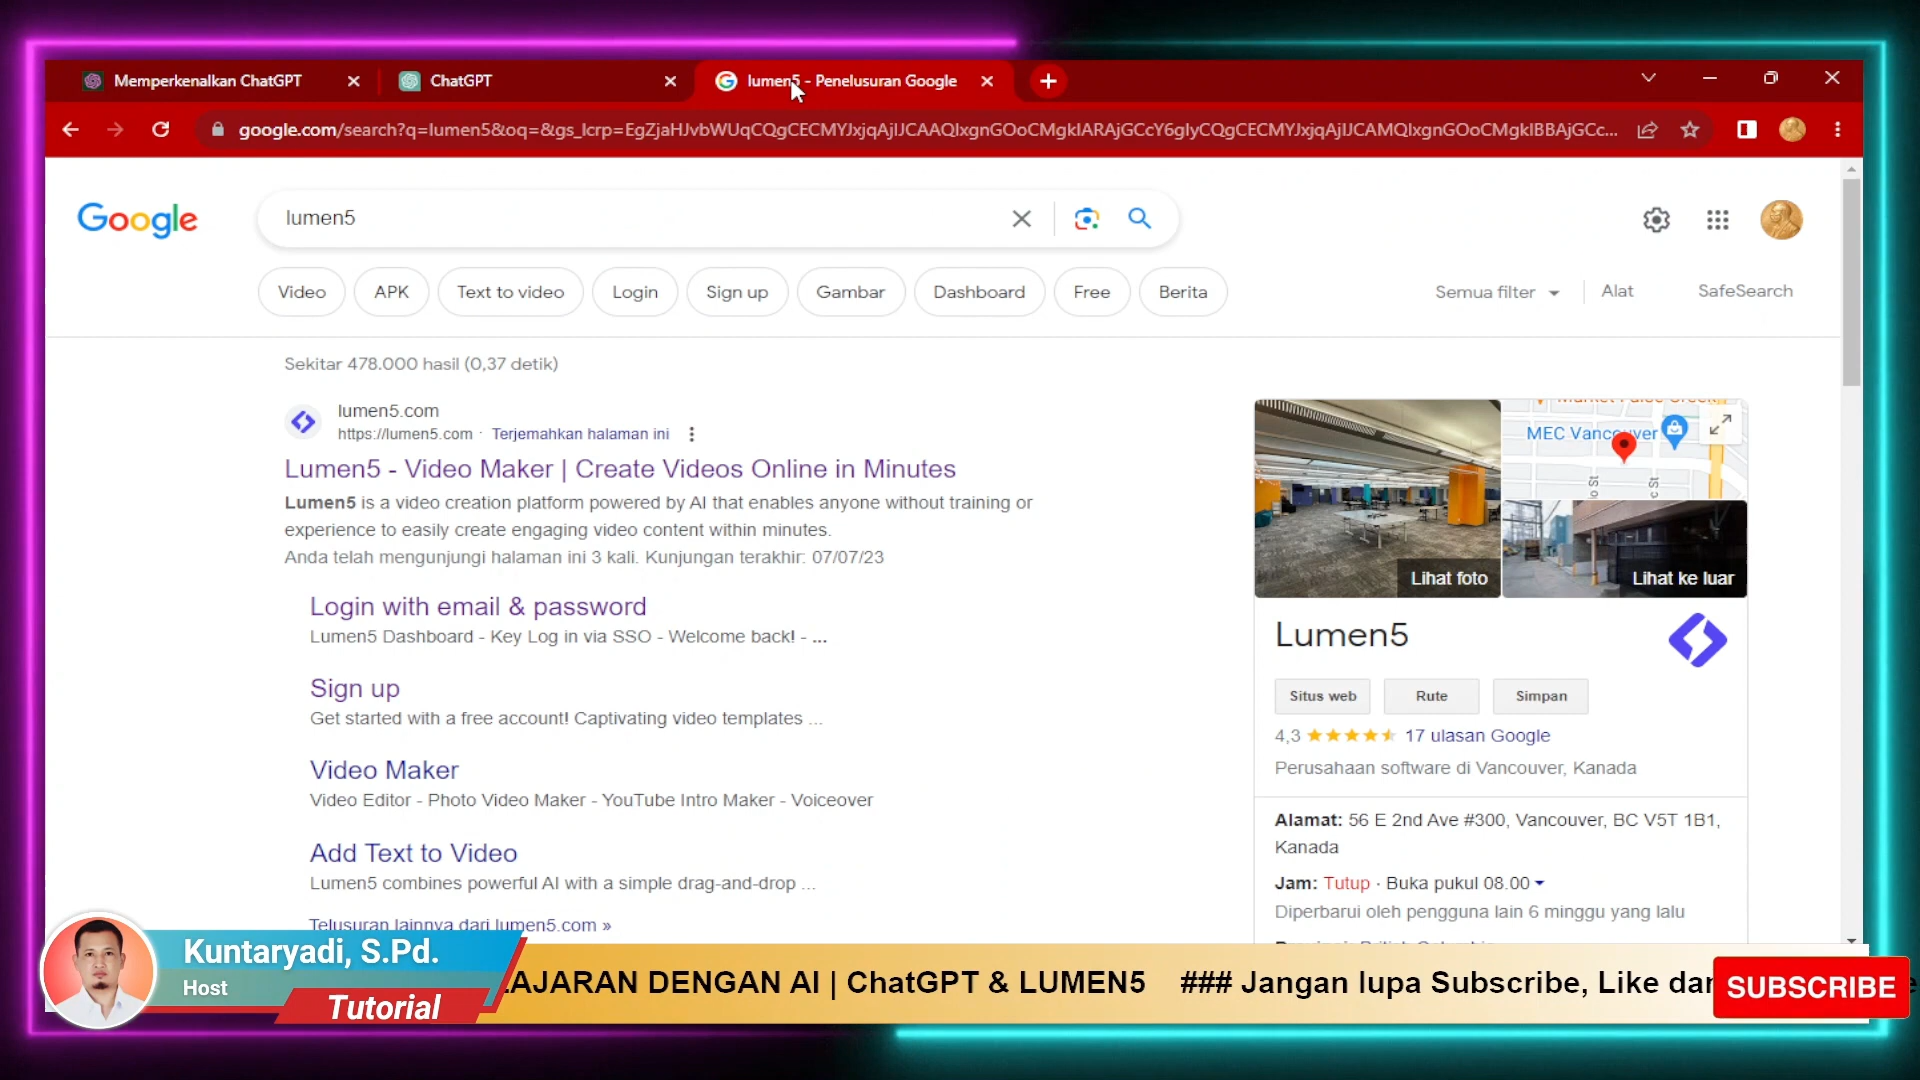 Memperkenalkan ChatGPT
ChatGPT
lumen5 - Penelusuran Google
google.com/search?q=lumen5&oq=&gs_lcrp=EgZjaHJvbWUqCQgCECMYJxjqAjIJCAAQIxgnGOoCMgkIARAjGCcY6gIyCQgCECMYJxjqAjIJCAMQIxgnGOoCMgkIBBAjGCc...
Google
lumen5
Video
APK
Text to video
Login
Sign up
Gambar
Dashboard
Free
Berita
Semua filter
Alat
SafeSearch
Sekitar 478.000 hasil (0,37 detik)
lumen5.com
https://lumen5.com · Terjemahkan halaman ini
Lumen5 - Video Maker | Create Videos Online in Minutes
Lumen5 is a video creation platform powered by AI that enables anyone without training or
experience to easily create engaging video content within minutes.
Anda telah mengunjungi halaman ini 3 kali. Kunjungan terakhir: 07/07/23
Login with email & password
Lumen5 Dashboard - Key Log in via SSO - Welcome back! - ...
Sign up
Get started with a free account! Captivating video templates ...
Video Maker
Video Editor - Photo Video Maker - YouTube Intro Maker - Voiceover
Add Text to Video
Lumen5 combines powerful AI with a simple drag-and-drop ...
Telusuran lainnya dari lumen5.com »
MEC Vancouver
Lihat foto
Lihat ke luar
Lumen5
Situs web
Rute
Simpan
4,3
17 ulasan Google
Perusahaan software di Vancouver, Kanada
Alamat: 56 E 2nd Ave #300, Vancouver, BC V5T 1B1,
Kanada
Jam: Tutup · Buka pukul 08.00
Diperbarui oleh pengguna lain 6 minggu yang lalu
Kuntaryadi, S.Pd.
Host
Tutorial
LAJARAN DENGAN AI | ChatGPT & LUMEN5 ### Jangan lupa Subscribe, Like dan
SUBSCRIBE